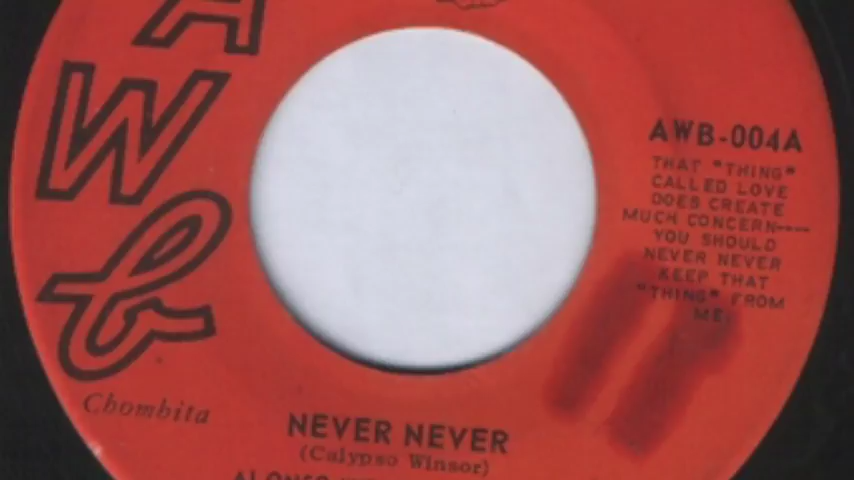 AWB
AWB-004A
THAT "THING"
CALLED LOVE
DOES CREATE
MUCH CONCERN----
YOU SHOULD
NEVER NEVER
KEEP THAT
"THING" FROM
ME!
Chombita
NEVER NEVER
(Calypso Winsor)